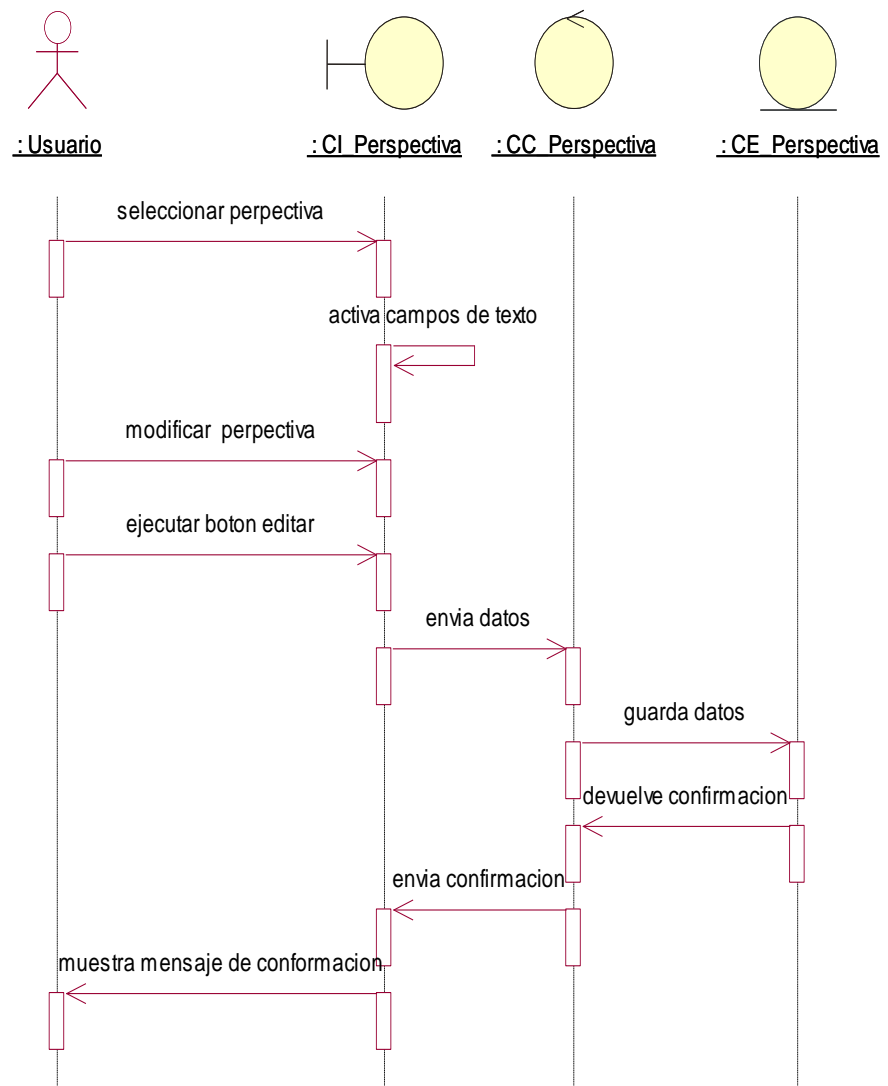 : Usuario
: CI_Perspectiva
: CC_Perspectiva
: CE_Perspectiva
seleccionar perpectiva
activa campos de texto
modificar perpectiva
ejecutar boton editar
envia datos
guarda datos
devuelve confirmacion
envia confirmacion
muestra mensaje de conformacion